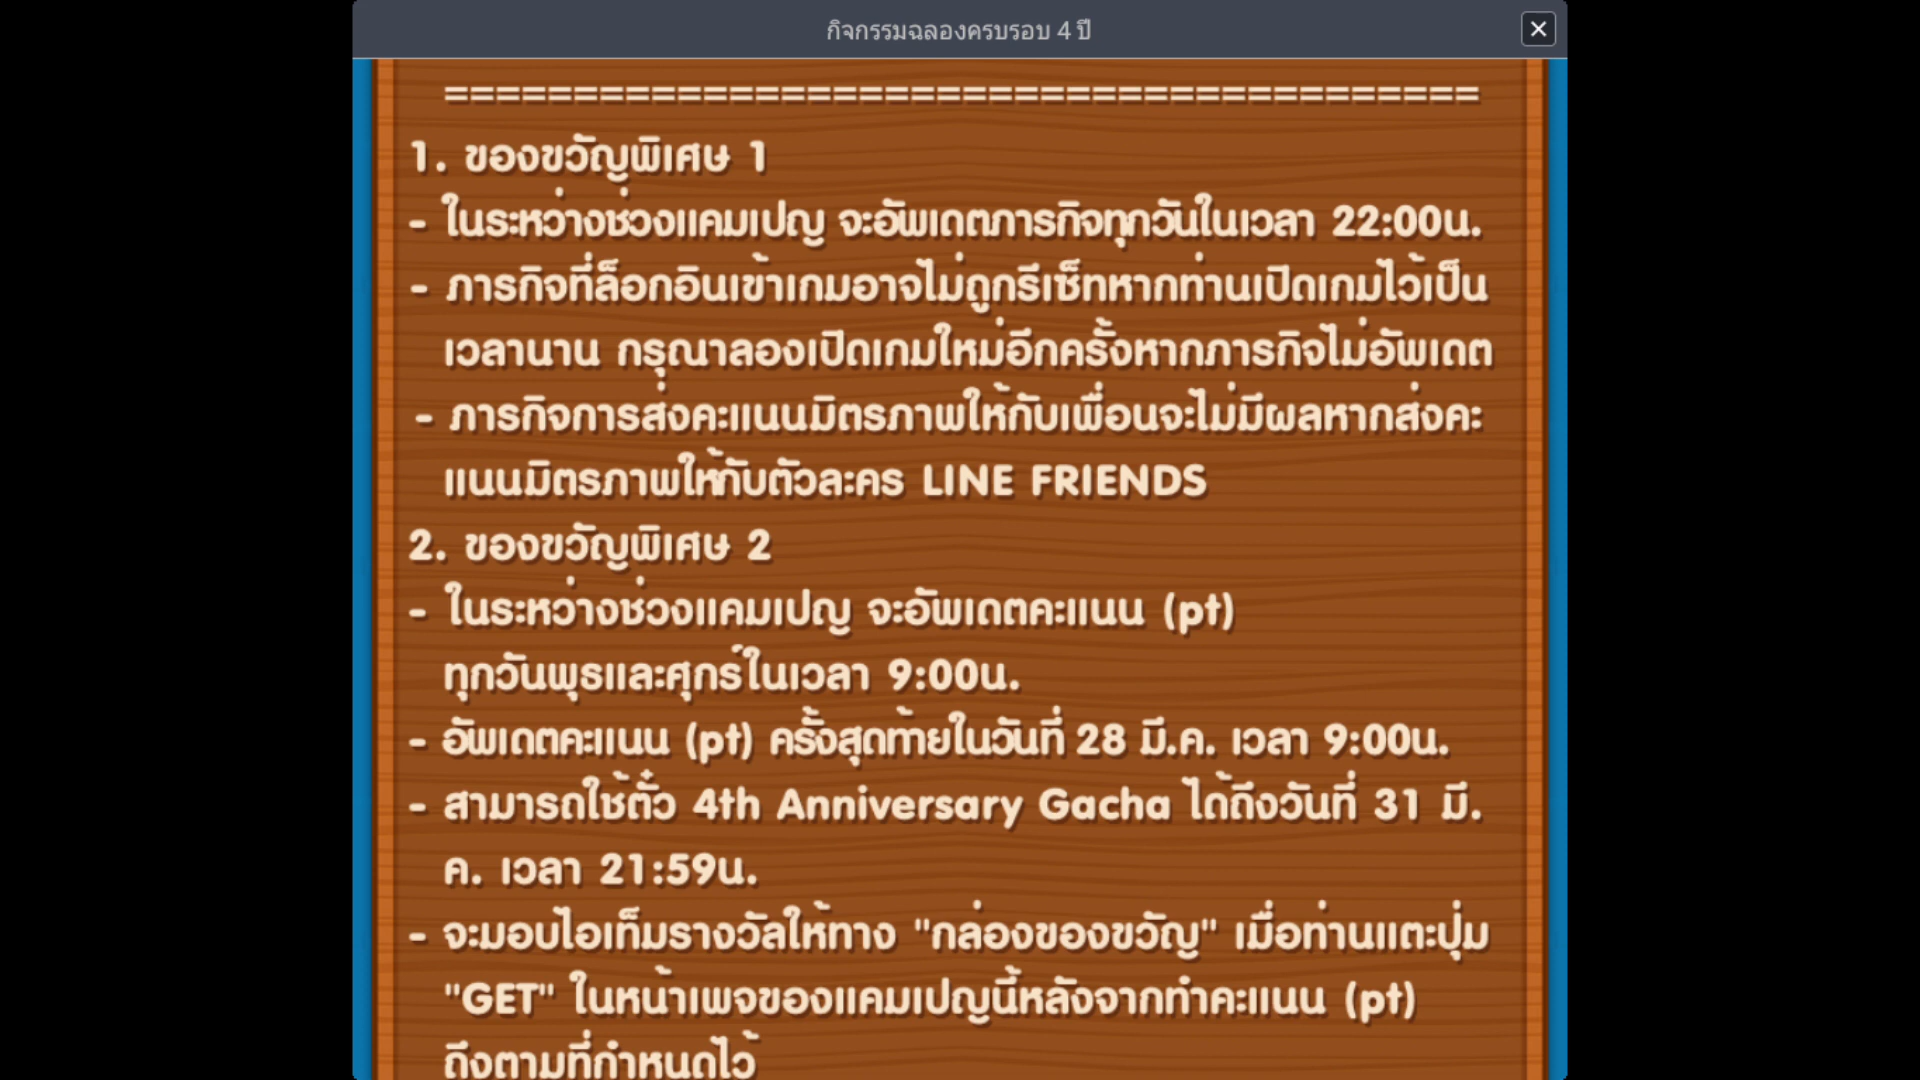 กิจกรรมฉลองครบรอบ 4 ปี
========================================
1. ของขวัญพิเศษ 1
- ในระหว่างช่วงแคมเปญ จะอัพเดตภารกิจทุกวันในเวลา 22:00น.
- ภารกิจที่ล็อกอินเข้าเกมอาจไม่ถูกรีเซ็ทหากท่านเปิดเกมไว้เป็น
เวลานาน กรุณาลองเปิดเกมใหม่อีกครั้งหากภารกิจไม่อัพเดต
- ภารกิจการส่งคะแนนมิตรภาพให้กับเพื่อนจะไม่มีผลหากส่งคะ
แนนมิตรภาพให้กับตัวละคร LINE FRIENDS
2. ของขวัญพิเศษ 2
- ในระหว่างช่วงแคมเปญ จะอัพเดตคะแนน (pt)
ทุกวันพุธและศุกร์ในเวลา 9:00น.
- อัพเดตคะแนน (pt) ครั้งสุดท้ายในวันที่ 28 มี.ค. เวลา 9:00น.
- สามารถใช้ตั๋ว 4th Anniversary Gacha ได้ถึงวันที่ 31 มี.
ค. เวลา 21:59น.
- จะมอบไอเท็มรางวัลให้ทาง "กล่องของขวัญ" เมื่อท่านแตะปุ่ม
"GET" ในหน้าเพจของแคมเปญนี้หลังจากทำคะแนน (pt)
ถึงตามที่กำหนดไว้